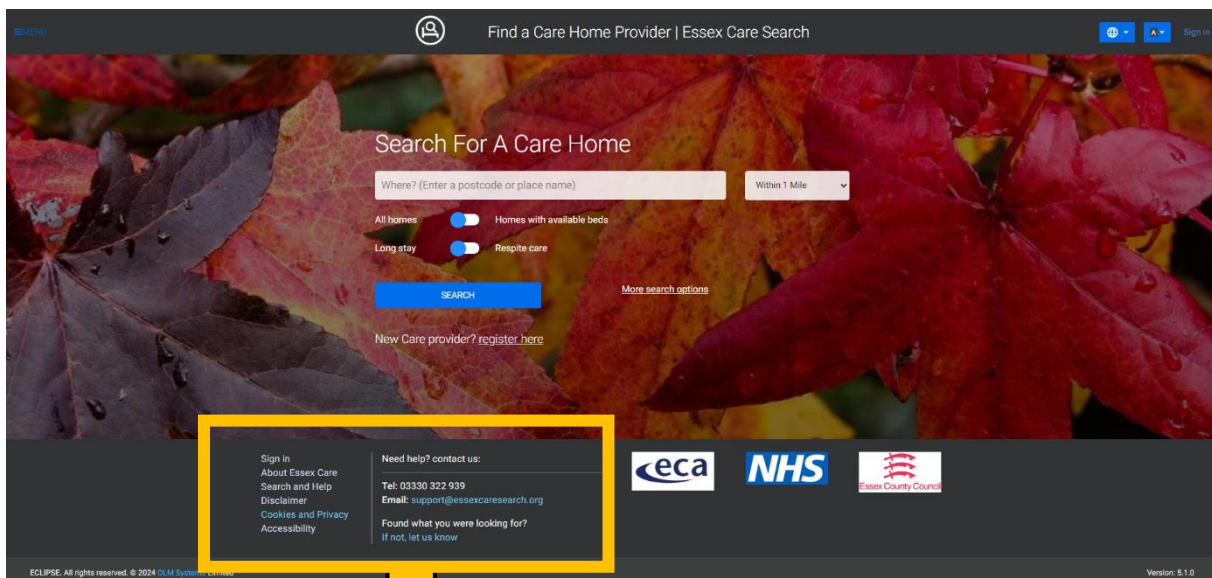 MENU
Find a Care Home Provider | Essex Care Search
A
Sign in
Search For A Care Home
Where? (Enter a postcode or place name)
Within 1 Mile
All homes
Homes with available beds
Long stay
Respite care
SEARCH
More search options
New Care provider? register here
Sign in
About Essex Care
Search and Help
Disclaimer
Cookies and Privacy
Accessibility
Need help? contact us:
Tel: 03330 322 939
Email: support@essexcaresearch.org
Found what you were looking for?
If not, let us know
eca
NHS
Essex County Council
ECLIPSE. All rights reserved. © 2024 OLM Systems Limited
Version: 5.1.0